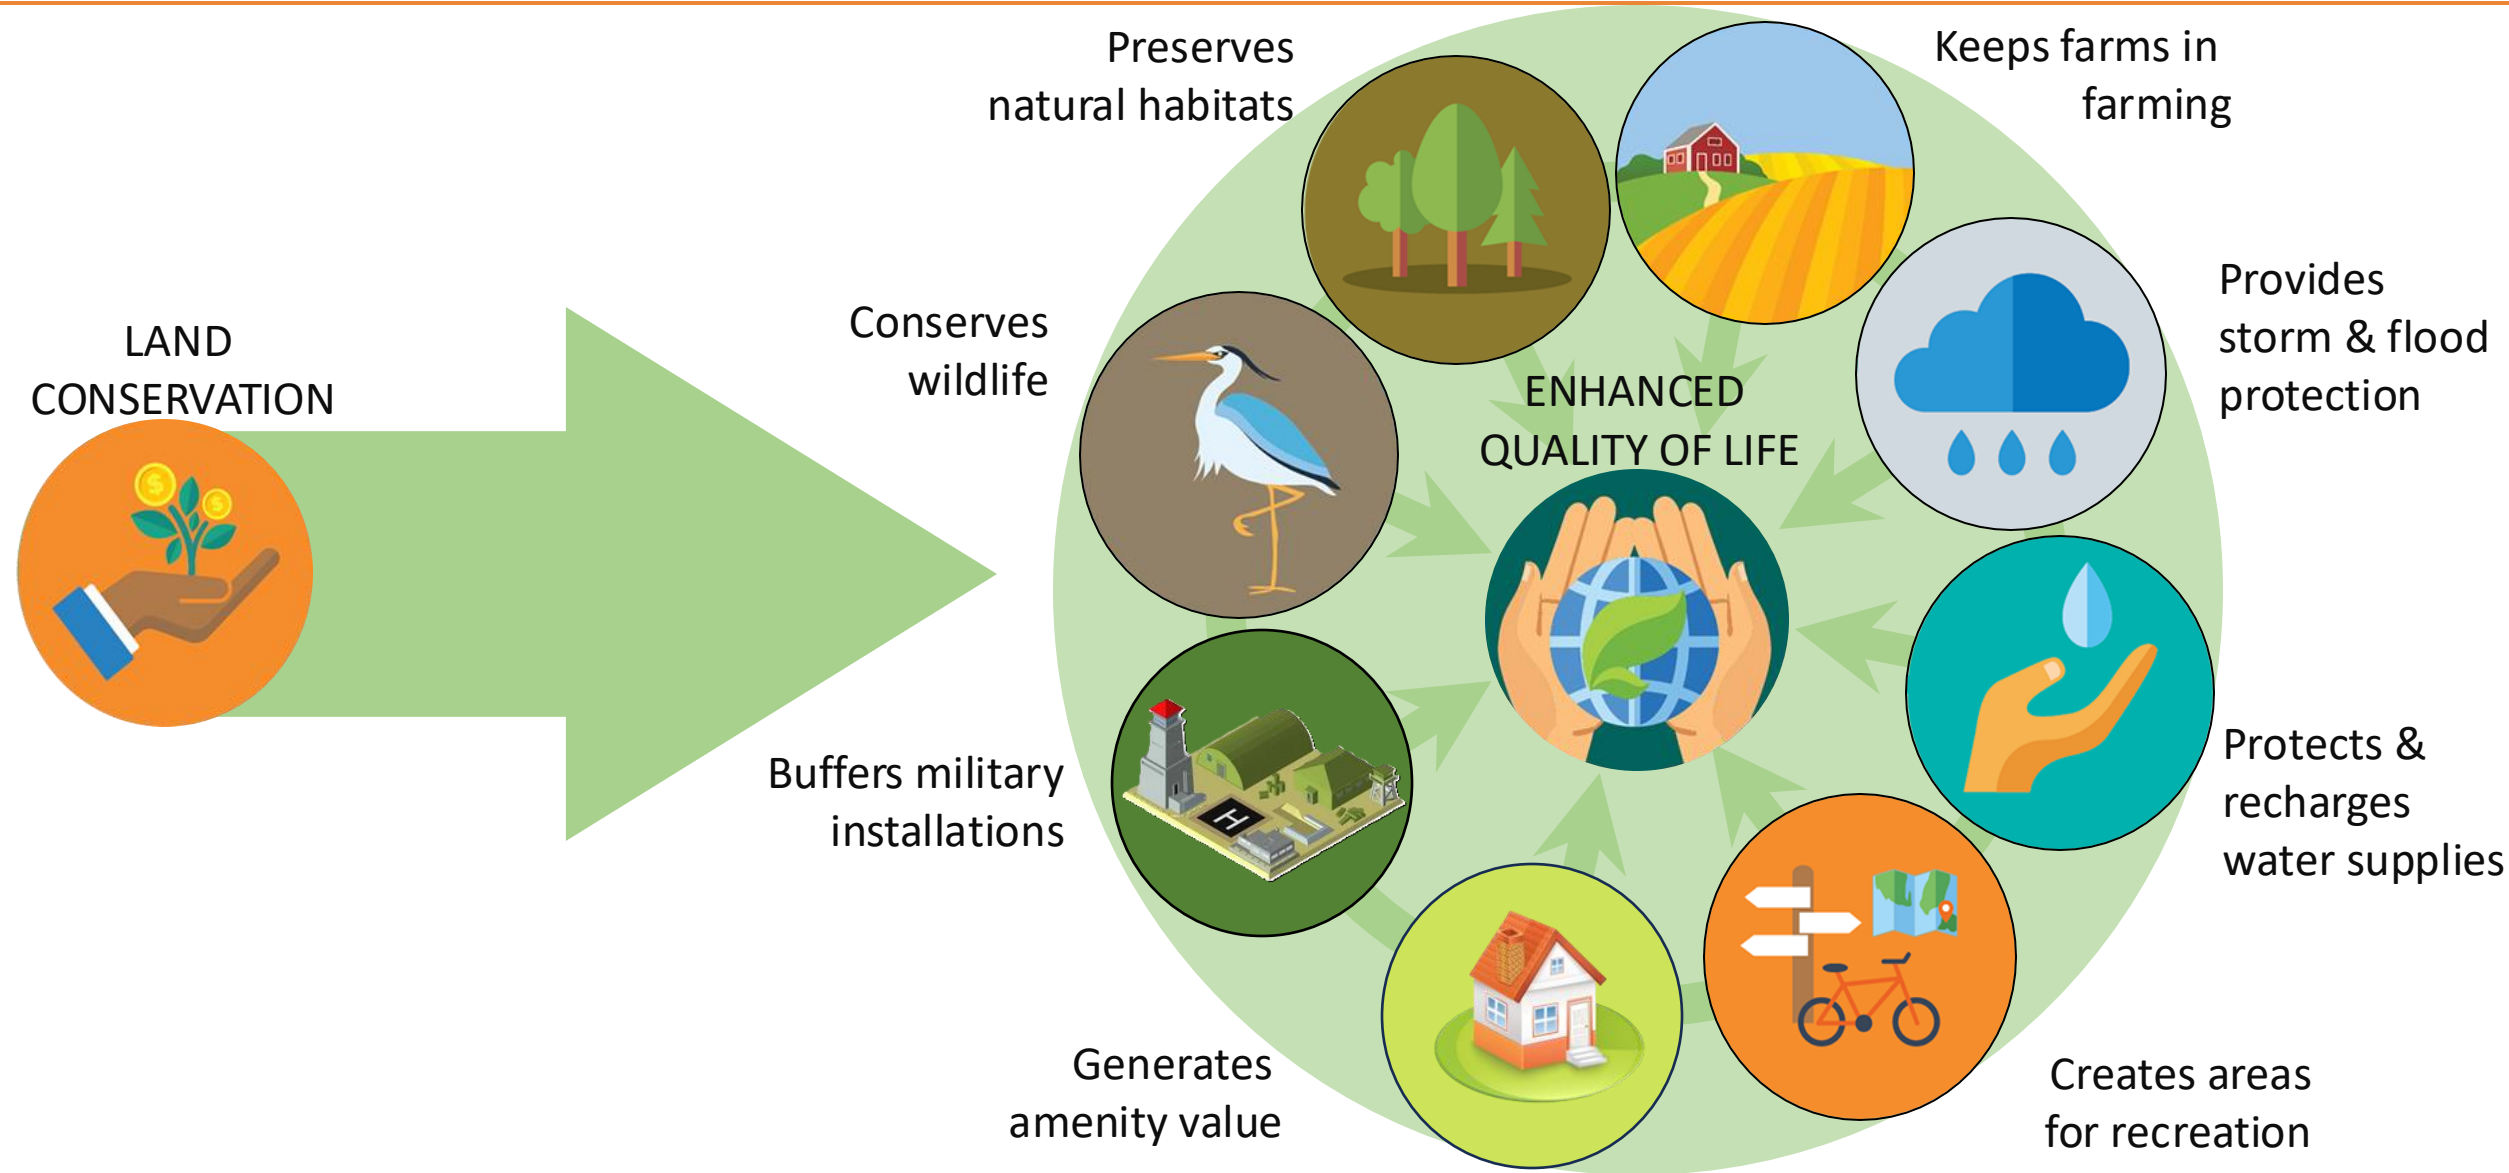 LAND
CONSERVATION
Preserves
natural habitats
Keeps farms in
farming
Conserves
wildlife
Provides
storm & flood
protection
ENHANCED
QUALITY OF LIFE
$
$
Buffers military
installations
H
Protects &
recharges
water supplies
Generates
amenity value
Creates areas
for recreation